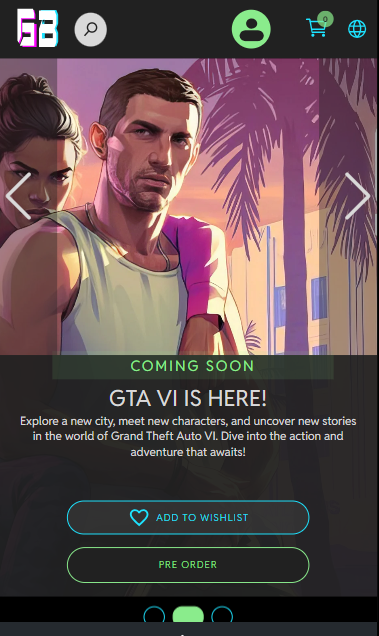 GB
0
COMING SOON
GTA VI IS HERE!
Explore a new city, meet new characters, and uncover new stories
in the world of Grand Theft Auto VI. Dive into the action and
adventure that awaits!
ADD TO WISHLIST
PRE ORDER